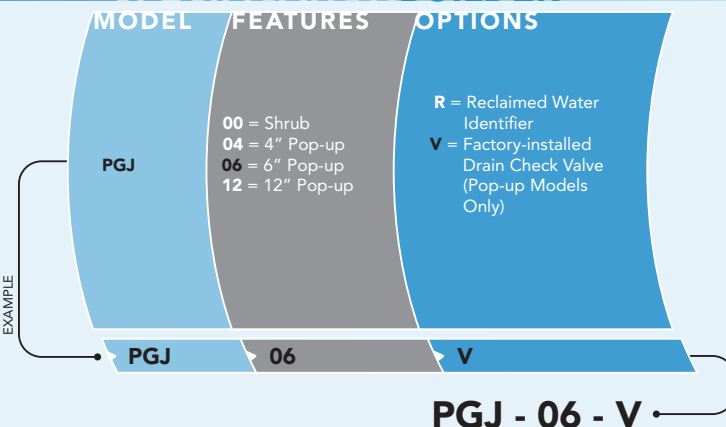 MODEL FEATURES OPTIONS
PGJ
00 = Shrub
04 = 4” Pop-up
06 = 6” Pop-up
12 = 12” Pop-up
R = Reclaimed Water
Identifier
V = Factory-installed
Drain Check Valve
(Pop-up Models
Only)
EXAMPLE
PGJ 06 V
PGJ - 06 - V